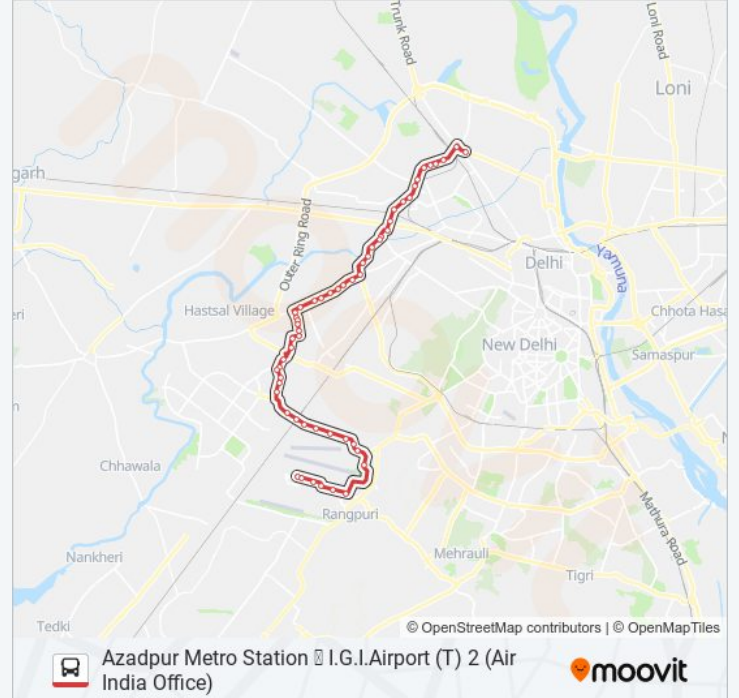 Trunk Road
Loni Road
Loni
garh
Outer Ring Road
Delhi
Yamuna
Hastsal Village
eri
Chhota Hasa
New Delhi
Samaspur
n
Chhawala
N
Rangpuri
Mathura Road
Nankheri
Mehrauli
Tigri
Tedki
© OpenStreetMap contributors | © OpenMapTiles
Azadpur Metro Station  I.G.I.Airport (T) 2 (Air
India Office)
moovit